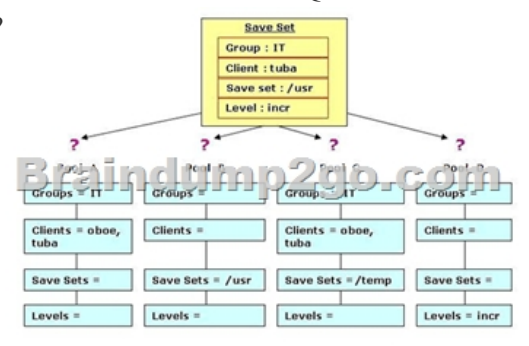 ?
Save Set
Group : IT
Client : tuba
Save set : /usr
Level : incr
? ? ? ?
Braindump2go.com
Groups = IT
Groups =
Groups = IT
Groups =
Clients = oboe,
tuba
Clients =
Clients = oboe,
tuba
Clients =
Save Sets =
Save Sets = /usr
Save Sets =/temp
Save Sets =
Levels =
Levels =
Levels =
Levels = incr